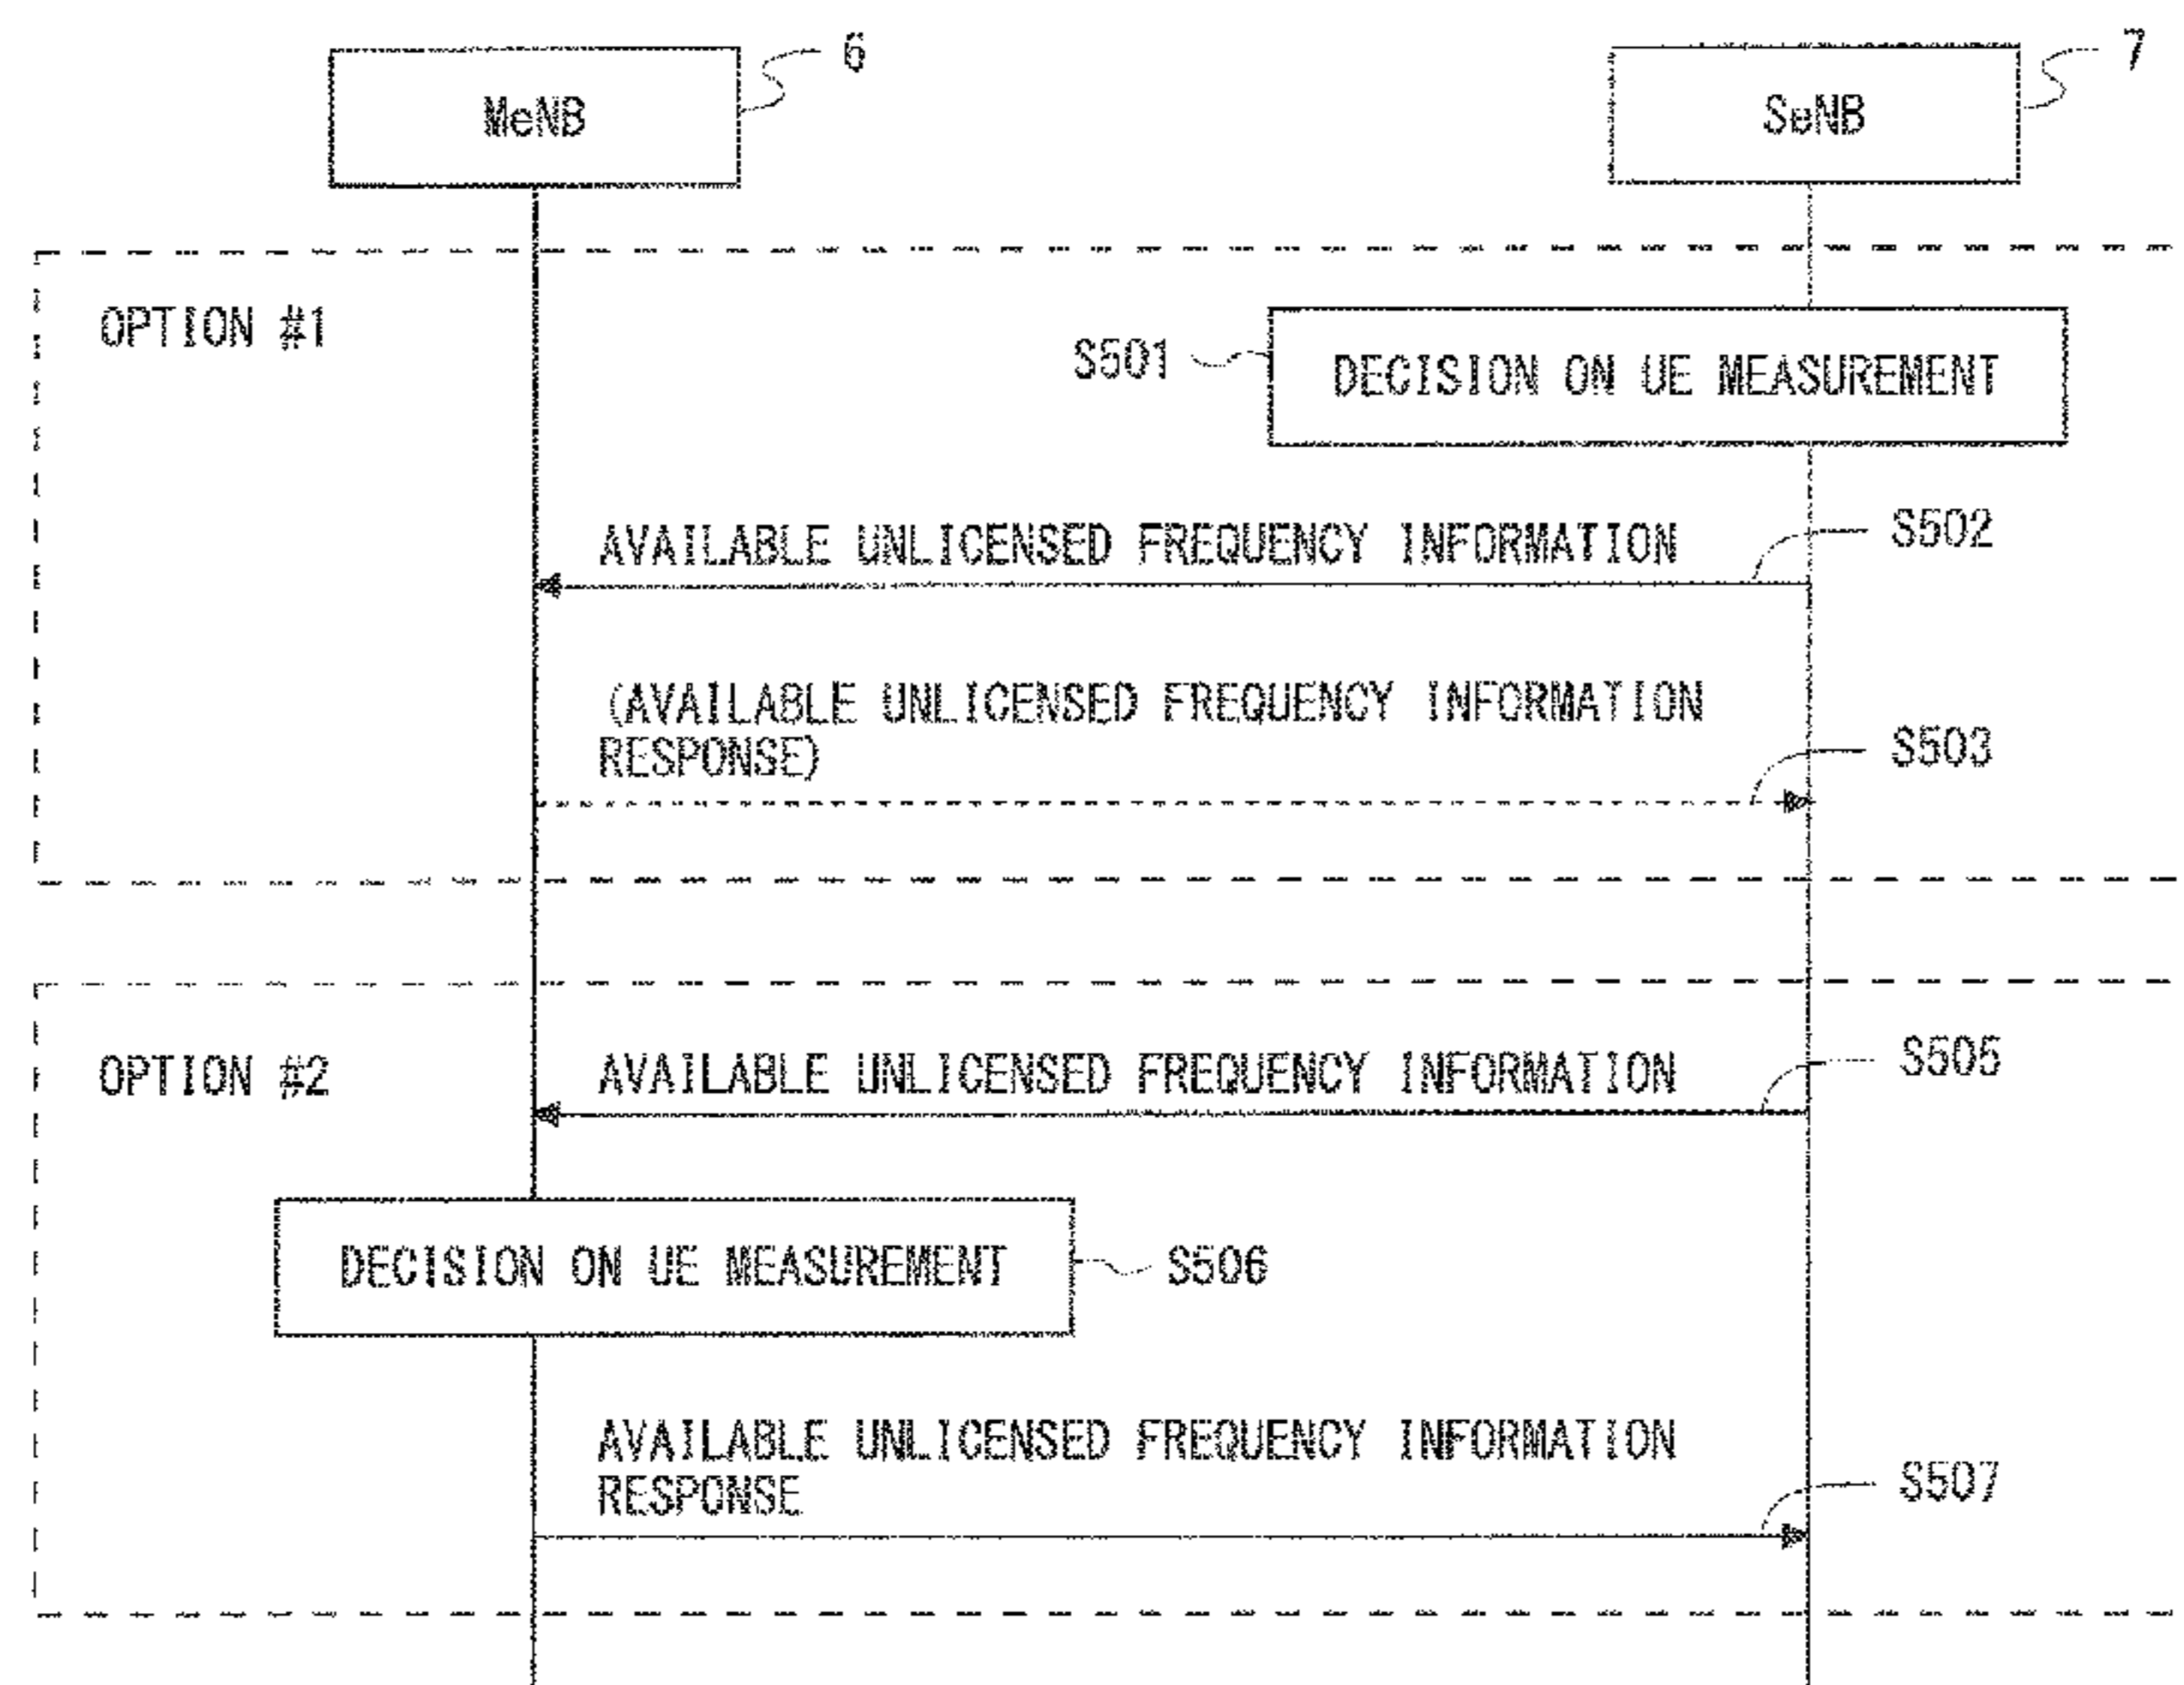 MeNB
6
SeNB
7
OPTION #1
S501
DECISION ON UE MEASUREMENT
AVAILABLE UNLICENSED FREQUENCY INFORMATION
S502
(AVAILABLE UNLICENSED FREQUENCY INFORMATION
RESPONSE)
S503
OPTION #2
AVAILABLE UNLICENSED FREQUENCY INFORMATION
S505
DECISION ON UE MEASUREMENT
S506
AVAILABLE UNLICENSED FREQUENCY INFORMATION
RESPONSE
S507